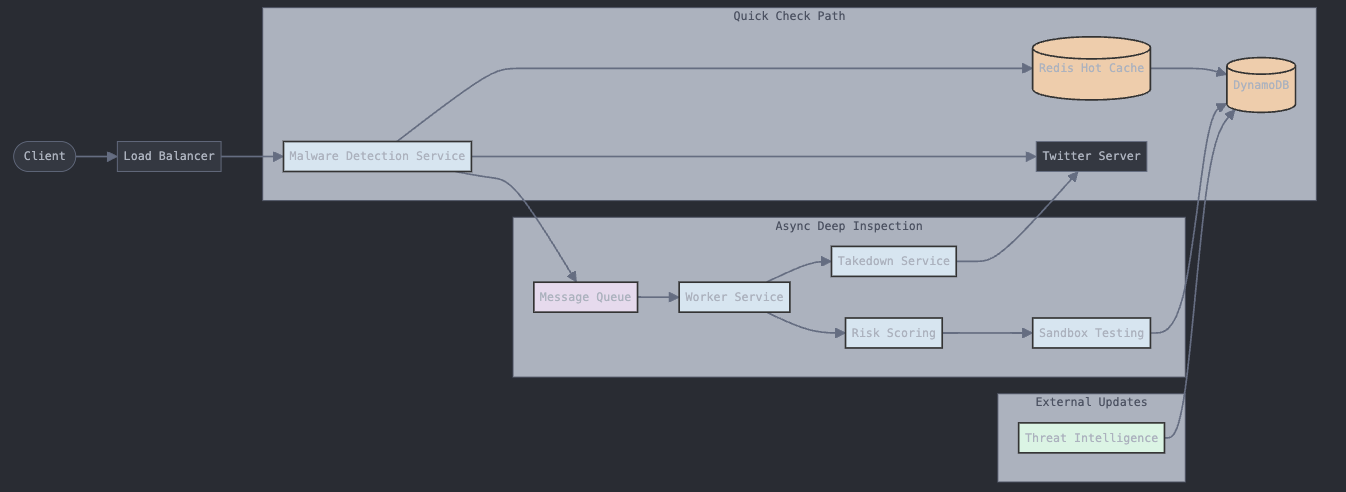 Quick Check Path
Redis Hot Cache
DynamoDB
Client
Load Balancer
Malware Detection Service
Twitter Server
Async Deep Inspection
Takedown Service
Message Queue
Worker Service
Risk Scoring
Sandbox Testing
External Updates
Threat Intelligence